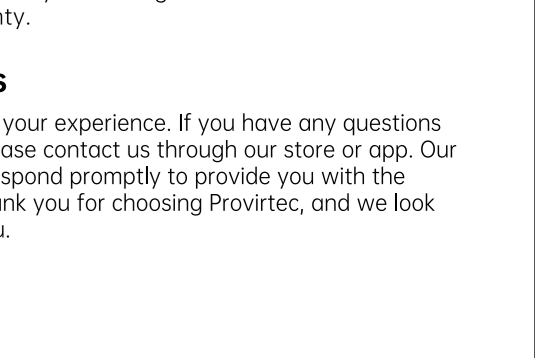 nty.
s
your experience. If you have any questions
ase contact us through our store or app. Our
spond promptly to provide you with the
nk you for choosing Provirtec, and we look
u.